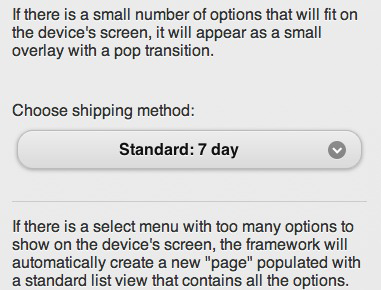 If there is a small number of options that will fit on
the device's screen, it will appear as a small
overlay with a pop transition.
Choose shipping method:
Standard: 7 day
If there is a select menu with too many options to
show on the device's screen, the framework will
automatically create a new "page" populated with
a standard list view that contains all the options.